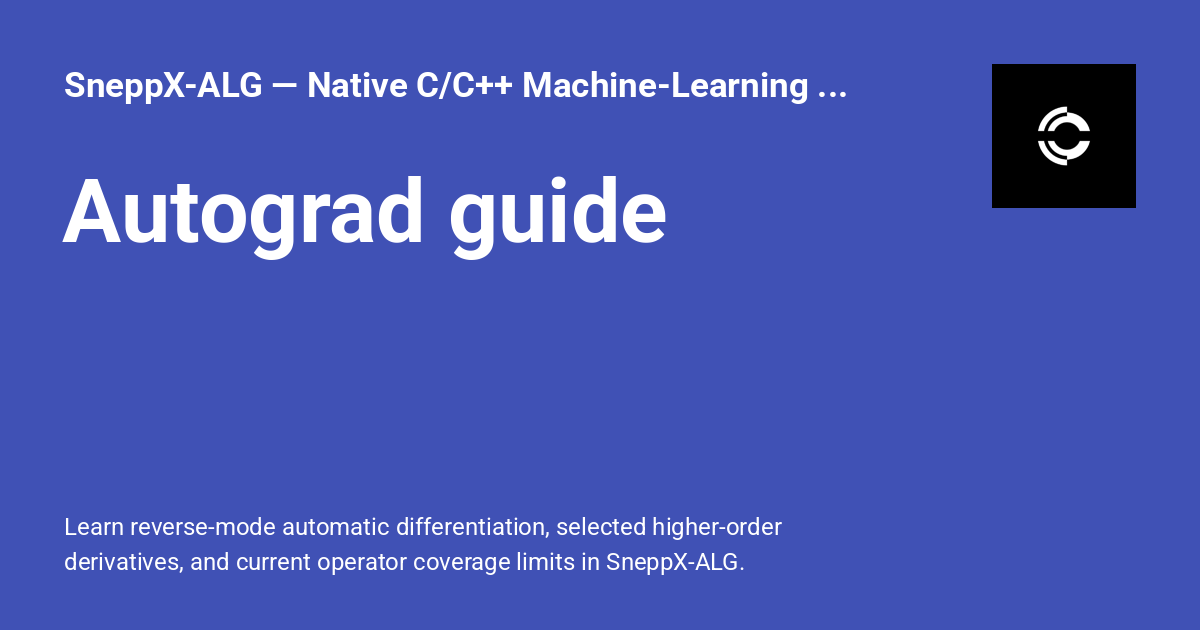 SneppX-ALG — Native C/C++ Machine-Learning ...
Autograd guide
Learn reverse-mode automatic differentiation, selected higher-order
derivatives, and current operator coverage limits in SneppX-ALG.